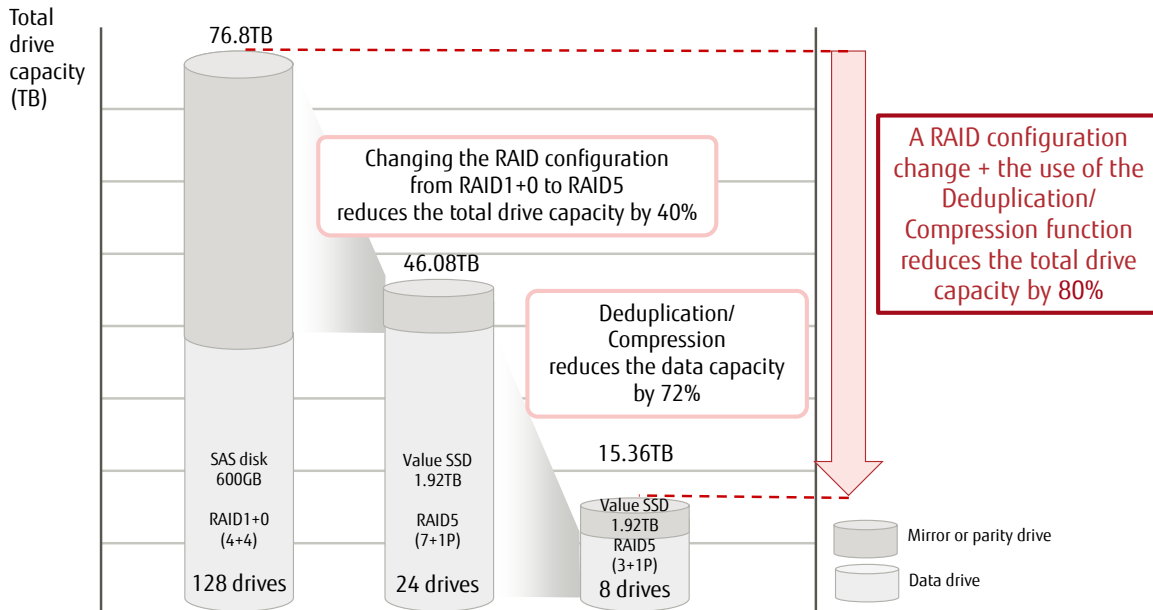 Total
drive
capacity
(TB)
76.8TB
Changing the RAID configuration
from RAID1+0 to RAID5
reduces the total drive capacity by 40%
A RAID configuration
change + the use of the
Deduplication/
Compression function
reduces the total drive
capacity by 80%
46.08TB
Deduplication/
Compression
reduces the data capacity
by 72%
15.36TB
SAS disk
600GB
RAID1+0
(4+4)
128 drives
Value SSD
1.92TB
RAID5
(7+1P)
24 drives
Value SSD
1.92TB
RAID5
(3+1P)
8 drives
Mirror or parity drive
Data drive